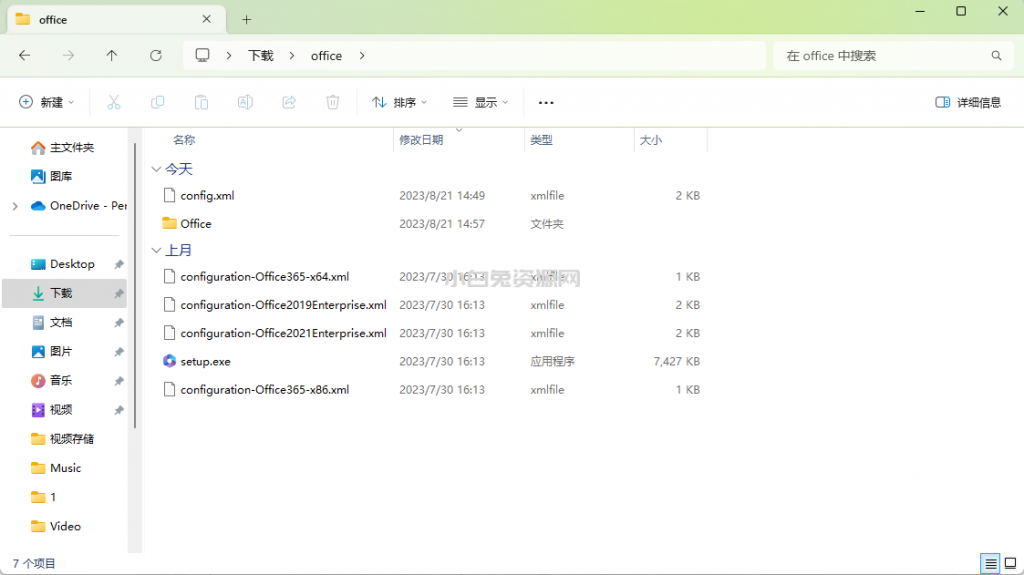 office
下载 office
在 office 中搜索
新建 排序 显示 详细信息
名称 修改日期 类型 大小
主文件夹
图库
OneDrive - Per
Desktop
下载
文档
图片
音乐
视频
视频存储
Music
1
Video
今天
config.xml 2023/8/21 14:49 xmlfile 2 KB
Office 2023/8/21 14:57 文件夹
上月
configuration-Office365-x64.xml 2023/7/30 16:13 xmlfile 1 KB
小白兔资源网
configuration-Office2019Enterprise.xml 2023/7/30 16:13 xmlfile 2 KB
configuration-Office2021Enterprise.xml 2023/7/30 16:13 xmlfile 2 KB
setup.exe 2023/7/30 16:13 应用程序 7,427 KB
configuration-Office365-x86.xml 2023/7/30 16:13 xmlfile 1 KB
7 个项目